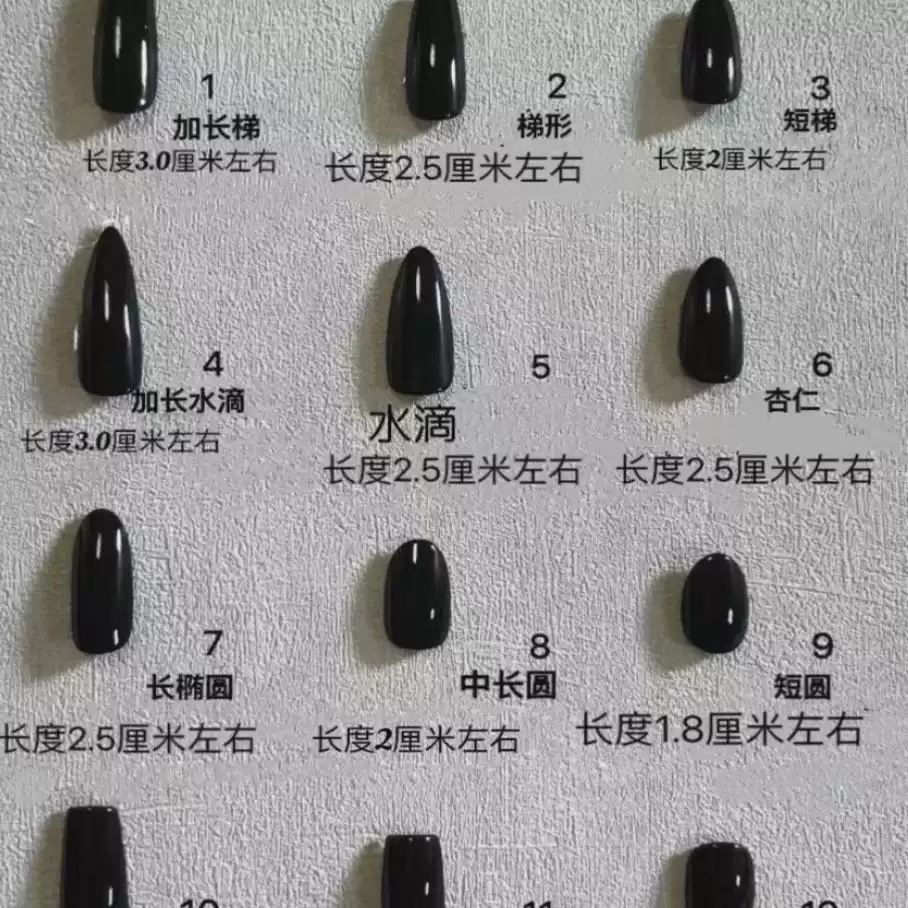 1
加长梯
长度3.0厘米左右
2
梯形
长度2.5厘米左右
3
短梯
长度2厘米左右
4
加长水滴
长度3.0厘米左右
5
水滴
长度2.5厘米左右
6
杏仁
长度2.5厘米左右
7
长椭圆
长度2.5厘米左右
8
中长圆
长度2厘米左右
9
短圆
长度1.8厘米左右
10
11